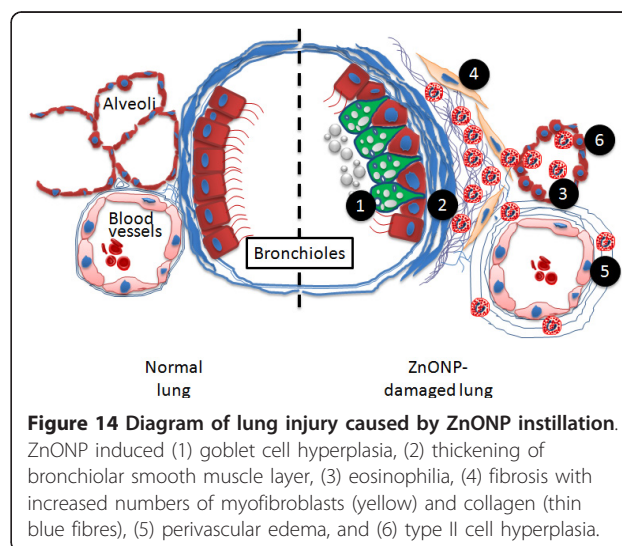 Alveoli
Blood
vessels
Bronchioles
1
2
3
4
5
6
Normal
lung
ZnONP-
damaged lung
Figure 14 Diagram of lung injury caused by ZnONP instillation.
ZnONP induced (1) goblet cell hyperplasia, (2) thickening of
bronchiolar smooth muscle layer, (3) eosinophilia, (4) fibrosis with
increased numbers of myofibroblasts (yellow) and collagen (thin
blue fibres), (5) perivascular edema, and (6) type II cell hyperplasia.